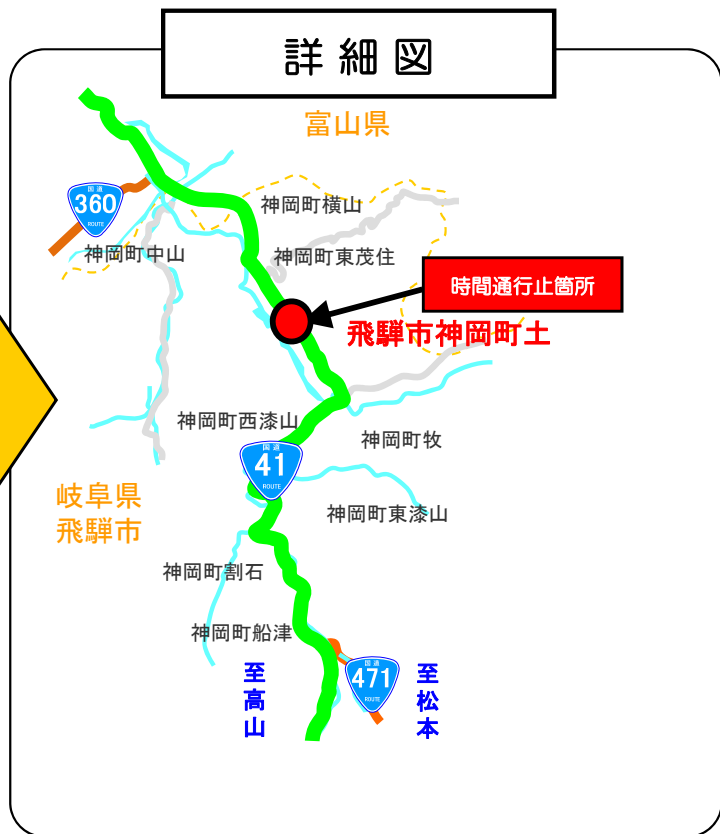 詳細図
富山県
国道
360
ROUTE
神岡町横山
神岡町中山
神岡町東茂住
時間通行止箇所
飛騨市神岡町土
神岡町西漆山
神岡町牧
国道
41
ROUTE
岐阜県
飛騨市
神岡町東漆山
神岡町割石
神岡町船津
至高山
国道
471
ROUTE
至松本